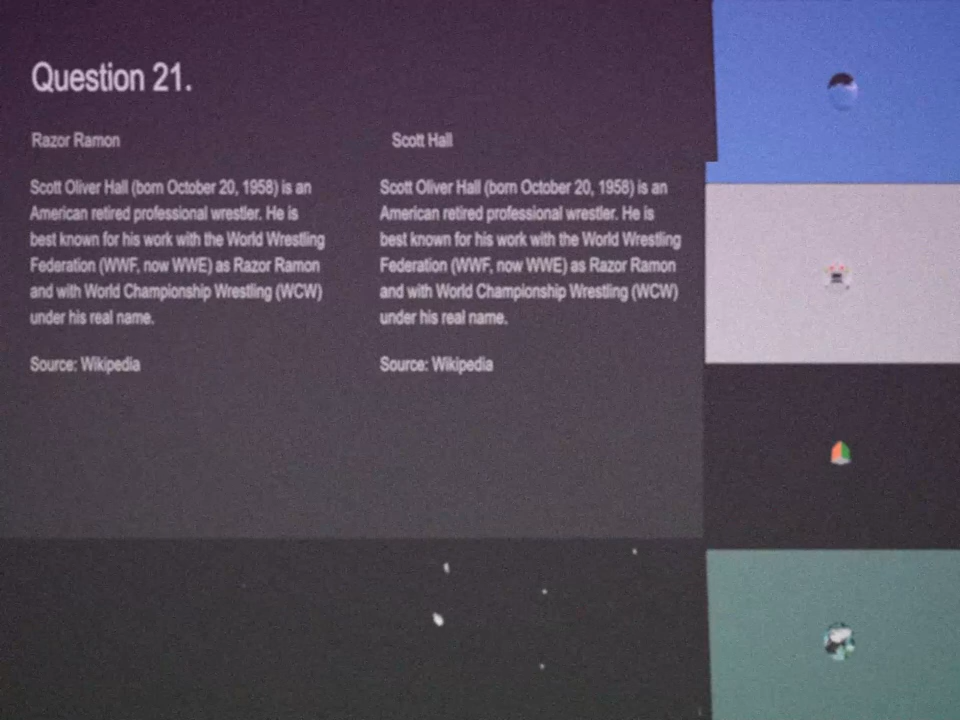 Question 21.
Razor Ramon
Scott Oliver Hall (born October 20, 1958) is an
American retired professional wrestler. He is
best known for his work with the World Wrestling
Federation (WWF, now WWE) as Razor Ramon
and with World Championship Wrestling (WCW)
under his real name.
Source: Wikipedia
Scott Hall
Scott Oliver Hall (born October 20, 1958) is an
American retired professional wrestler. He is
best known for his work with the World Wrestling
Federation (WWF, now WWE) as Razor Ramon
and with World Championship Wrestling (WCW)
under his real name.
Source: Wikipedia